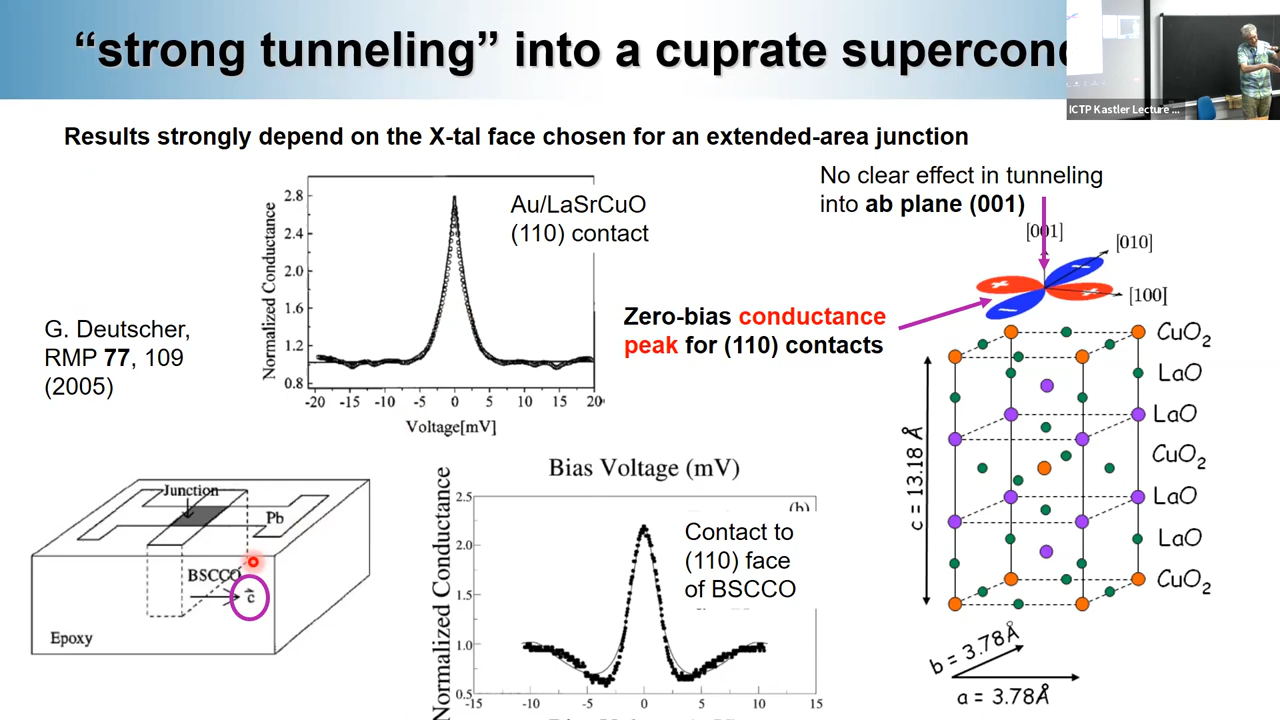 “strong tunneling” into a cuprate supercond
ICTP Kastler Lecture ...
Results strongly depend on the X-tal face chosen for an extended-area junction
No clear effect in tunneling
into ab plane (001)
Au/LaSrCuO
(110) contact
Normalized Conductance
2.8
2.4
2.0
1.6
1.2
0.8
-20
-15
-10
-5
0
5
10
15
20
Voltage[mV]
G. Deutscher,
RMP 77, 109
(2005)
Zero-bias conductance
peak for (110) contacts
[001]
[010]
[100]
+
+
−
−
CuO2
LaO
LaO
CuO2
LaO
LaO
CuO2
c = 13.18 Å
b = 3.78Å
a = 3.78Å
Junction
Pb
BSCCO
c
Epoxy
Bias Voltage (mV)
(b)
Contact to
(110) face
of BSCCO
Normalized Conductance
2.5
2.0
1.5
1.0
0.5
-15
-10
-5
0
5
10
15